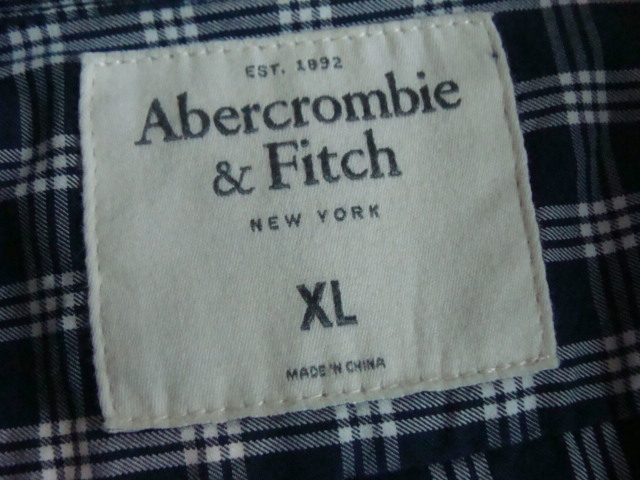 EST. 1892
Abercrombie
& Fitch
NEW YORK
XL
MADE IN CHINA